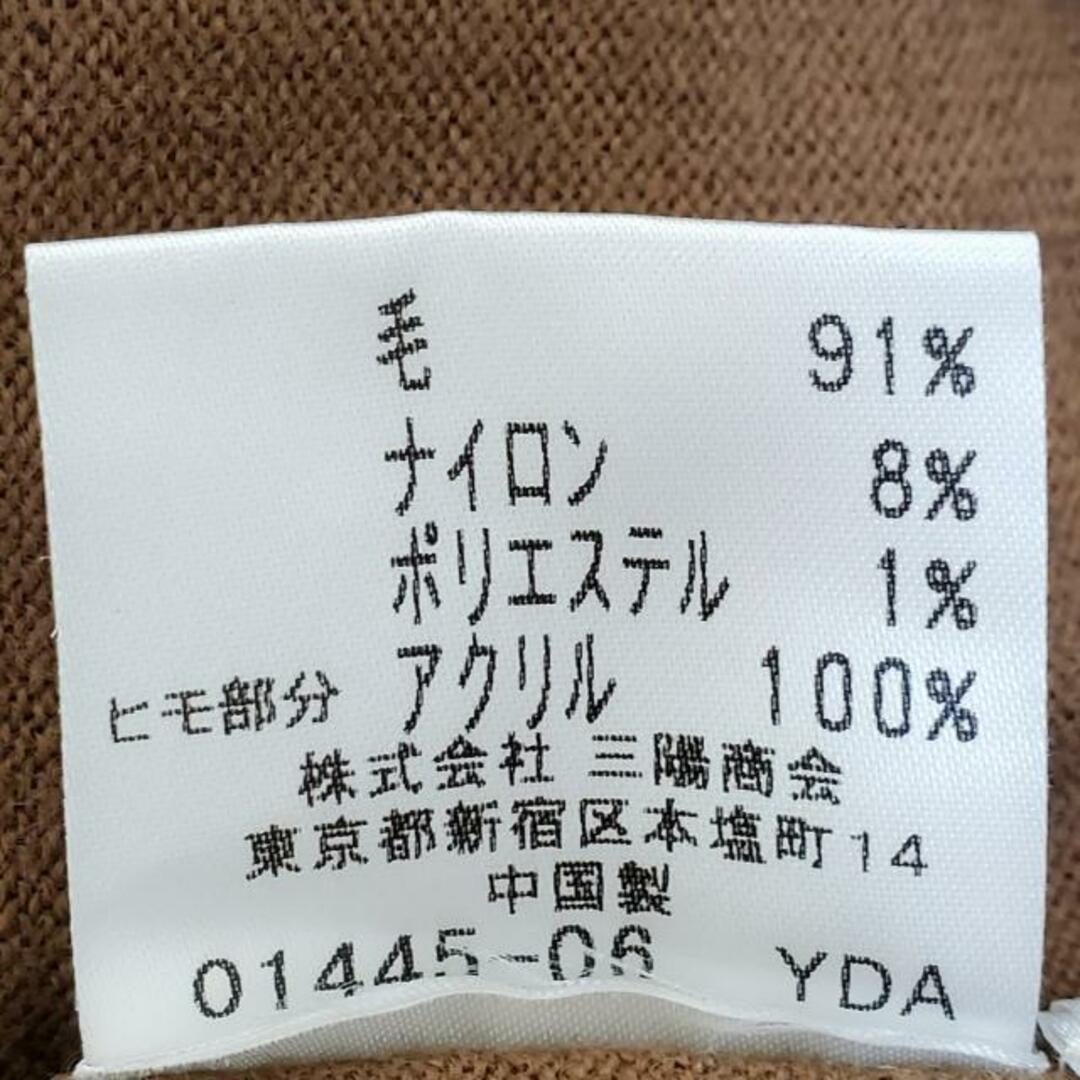 毛 91%
ナイロン 8%
ポリエステル 1%
ヒモ部分 アクリル 100%
株式会社 三陽商会
東京都新宿区本塩町14
中国製
01445-06 YDA